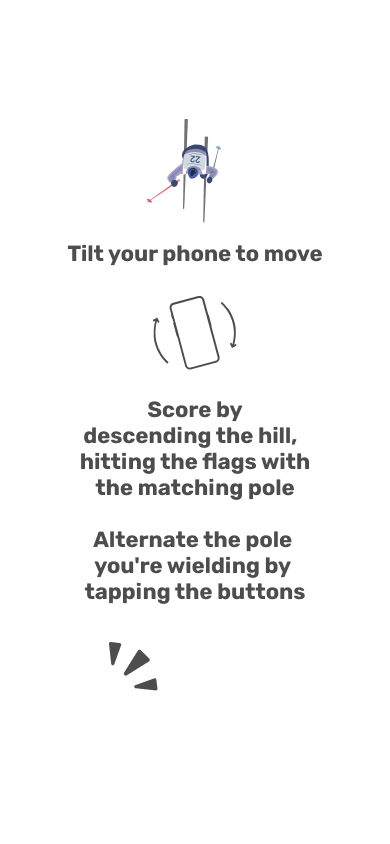 22
Tilt your phone to move
Score by
descending the hill,
hitting the flags with
the matching pole
Alternate the pole
you're wielding by
tapping the buttons